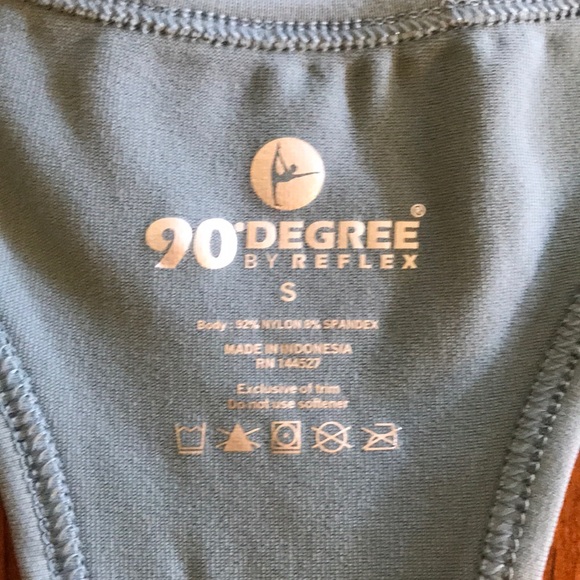 90° DEGREE®
BY REFLEX
S
Body : 92% NYLON 8% SPANDEX
MADE IN INDONESIA
RN 144527
Exclusive of trim
Do not use softener